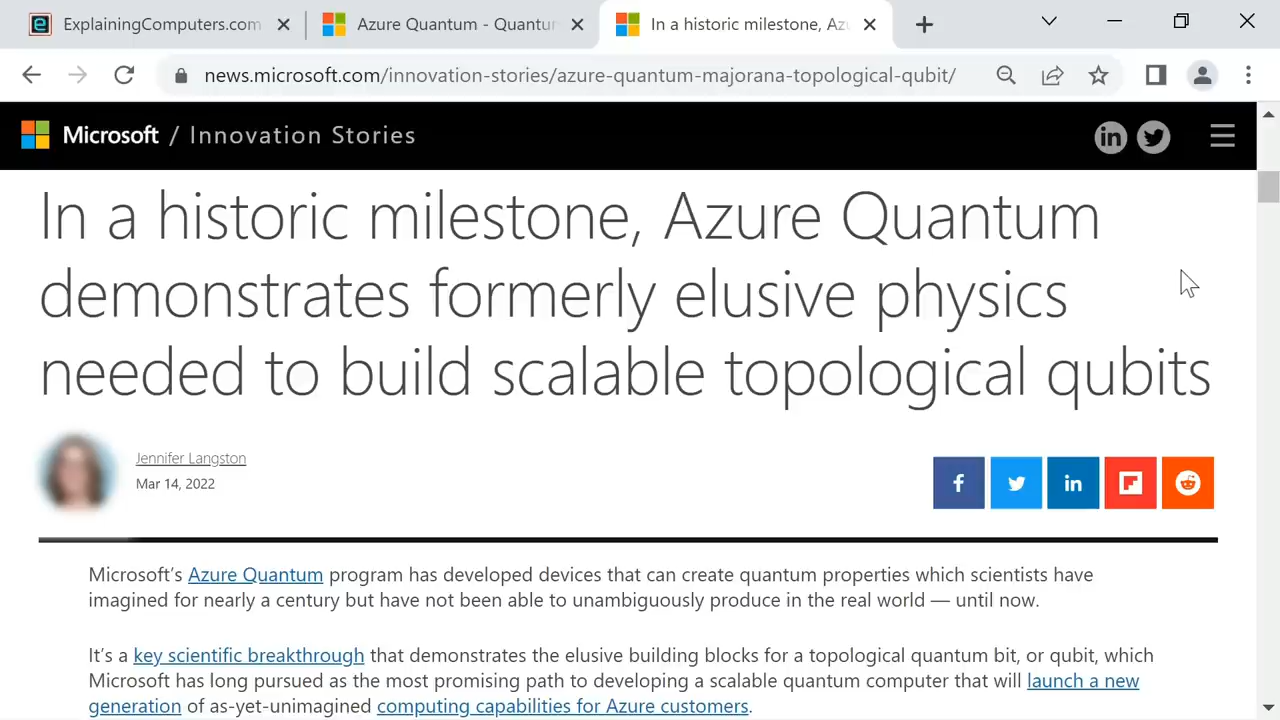 ExplainingComputers.com
Azure Quantum - Quantum
In a historic milestone, Azu
news.microsoft.com/innovation-stories/azure-quantum-majorana-topological-qubit/
Microsoft / Innovation Stories
In a historic milestone, Azure Quantum
demonstrates formerly elusive physics
needed to build scalable topological qubits
Jennifer Langston
Mar 14, 2022
Microsoft's Azure Quantum program has developed devices that can create quantum properties which scientists have
imagined for nearly a century but have not been able to unambiguously produce in the real world — until now.
It's a key scientific breakthrough that demonstrates the elusive building blocks for a topological quantum bit, or qubit, which
Microsoft has long pursued as the most promising path to developing a scalable quantum computer that will launch a new
generation of as-yet-unimagined computing capabilities for Azure customers.